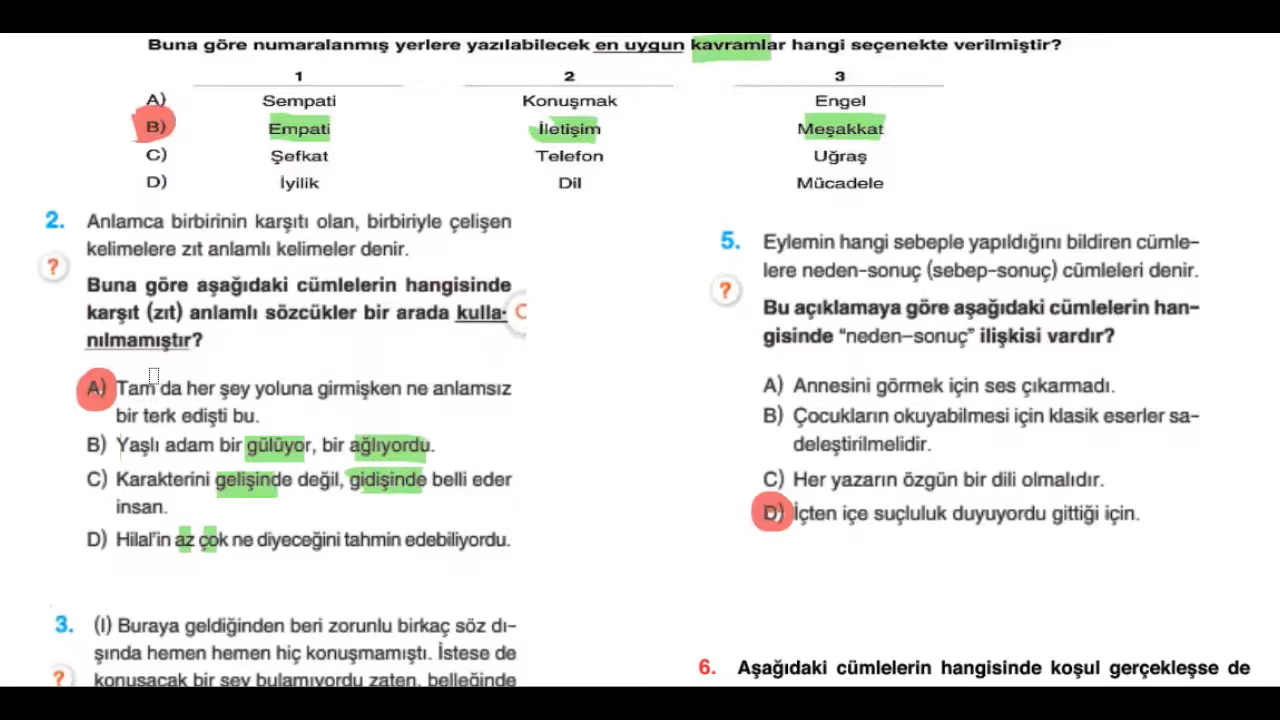 Buna göre numaralanmış yerlere yazılabilecek en uygun kavramlar hangi seçenekte verilmiştir?
1 2 3
A) Sempati Konuşmak Engel
B) Empati İletişim Meşakkat
C) Şefkat Telefon Uğraş
D) İyilik Dil Mücadele
2. Anlamca birbirinin karşıtı olan, birbiriyle çelişen
kelimelere zıt anlamlı kelimeler denir.
?
Buna göre aşağıdaki cümlelerin hangisinde
karşıt (zıt) anlamlı sözcükler bir arada kulla-
nılmamıştır?
A) Tam da her şey yoluna girmişken ne anlamsız
bir terk edişti bu.
B) Yaşlı adam bir gülüyor, bir ağlıyordu.
C) Karakterini gelişinde değil, gidişinde belli eder
insan.
D) Hilal'in az çok ne diyeceğini tahmin edebiliyordu.
3. (I) Buraya geldiğinden beri zorunlu birkaç söz dı-
şında hemen hemen hiç konuşmamıştı. İstese de
?
konuşacak bir şey bulamıyordu zaten, belleğinde
5. Eylemin hangi sebeple yapıldığını bildiren cümle-
lere neden-sonuç (sebep-sonuç) cümleleri denir.
?
Bu açıklamaya göre aşağıdaki cümlelerin han-
gisinde “neden–sonuç” ilişkisi vardır?
A) Annesini görmek için ses çıkarmadı.
B) Çocukların okuyabilmesi için klasik eserler sa-
deleştirilmelidir.
C) Her yazarın özgün bir dili olmalıdır.
D) İçten içe suçluluk duyuyordu gittiği için.
6. Aşağıdaki cümlelerin hangisinde koşul gerçekleşse de